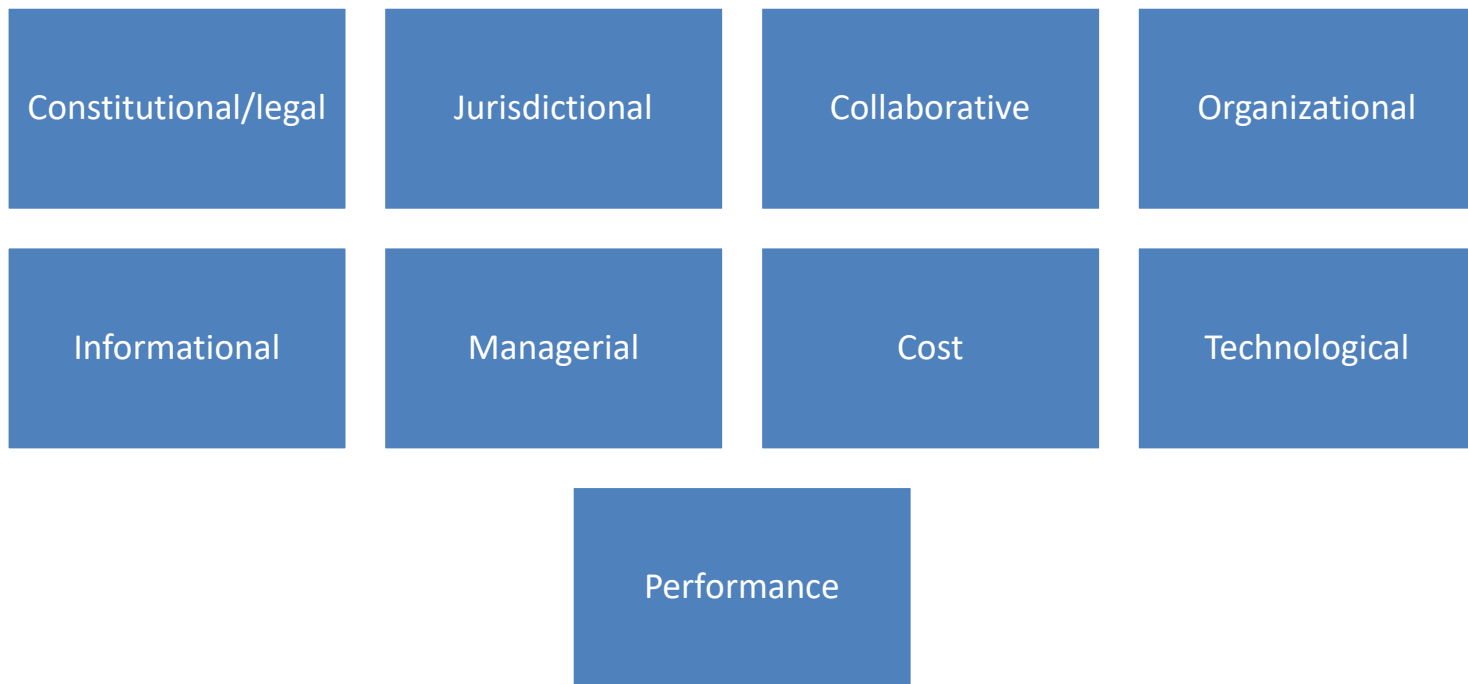 Constitutional/legal
Jurisdictional
Collaborative
Organizational
Informational
Managerial
Cost
Technological
Performance